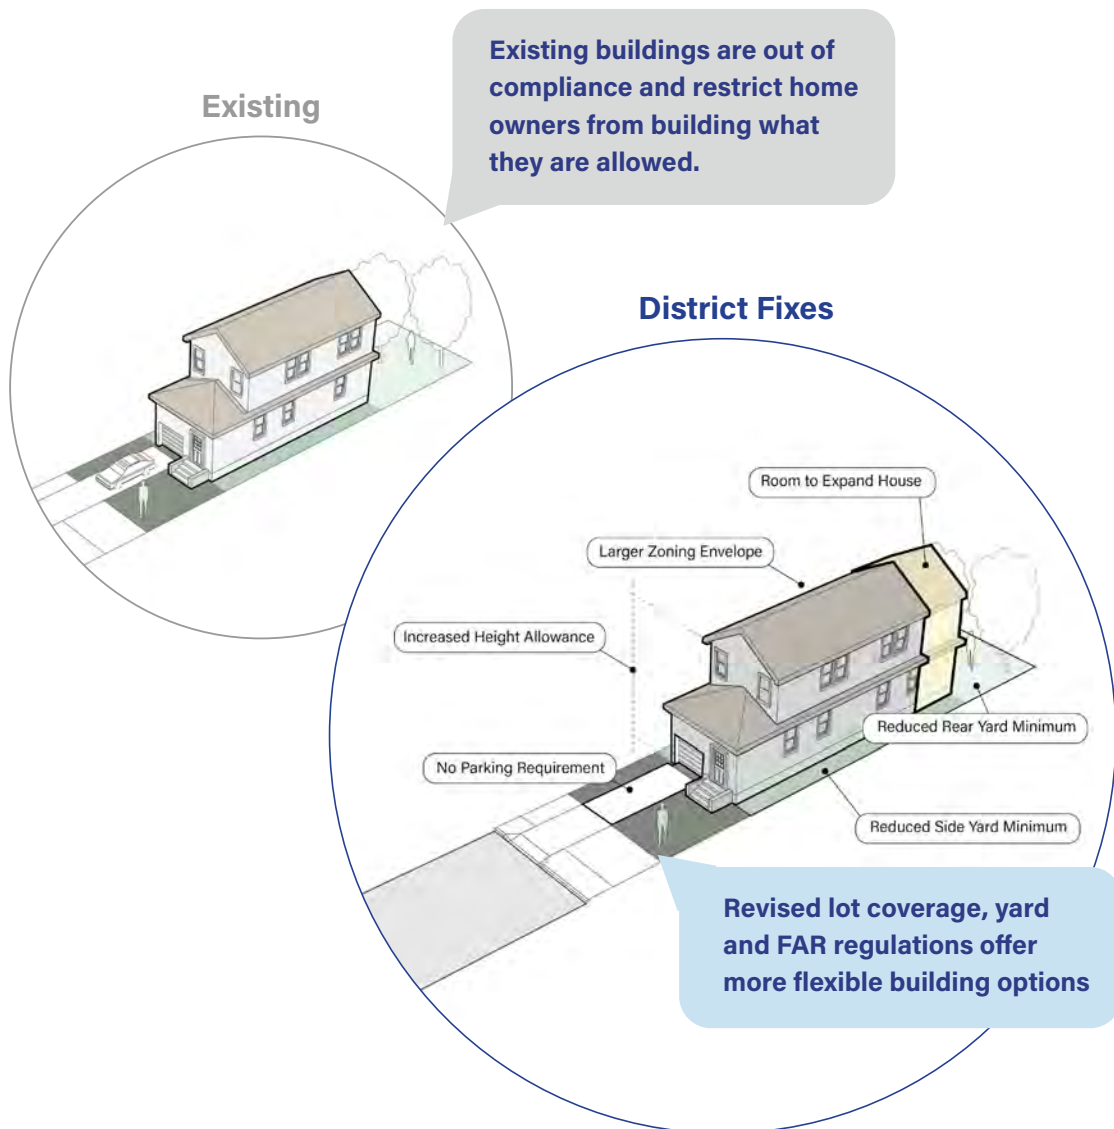 Existing
Existing buildings are out of
compliance and restrict home
owners from building what
they are allowed.
District Fixes
Room to Expand House
Larger Zoning Envelope
Increased Height Allowance
Reduced Rear Yard Minimum
No Parking Requirement
Reduced Side Yard Minimum
Revised lot coverage, yard
and FAR regulations offer
more flexible building options